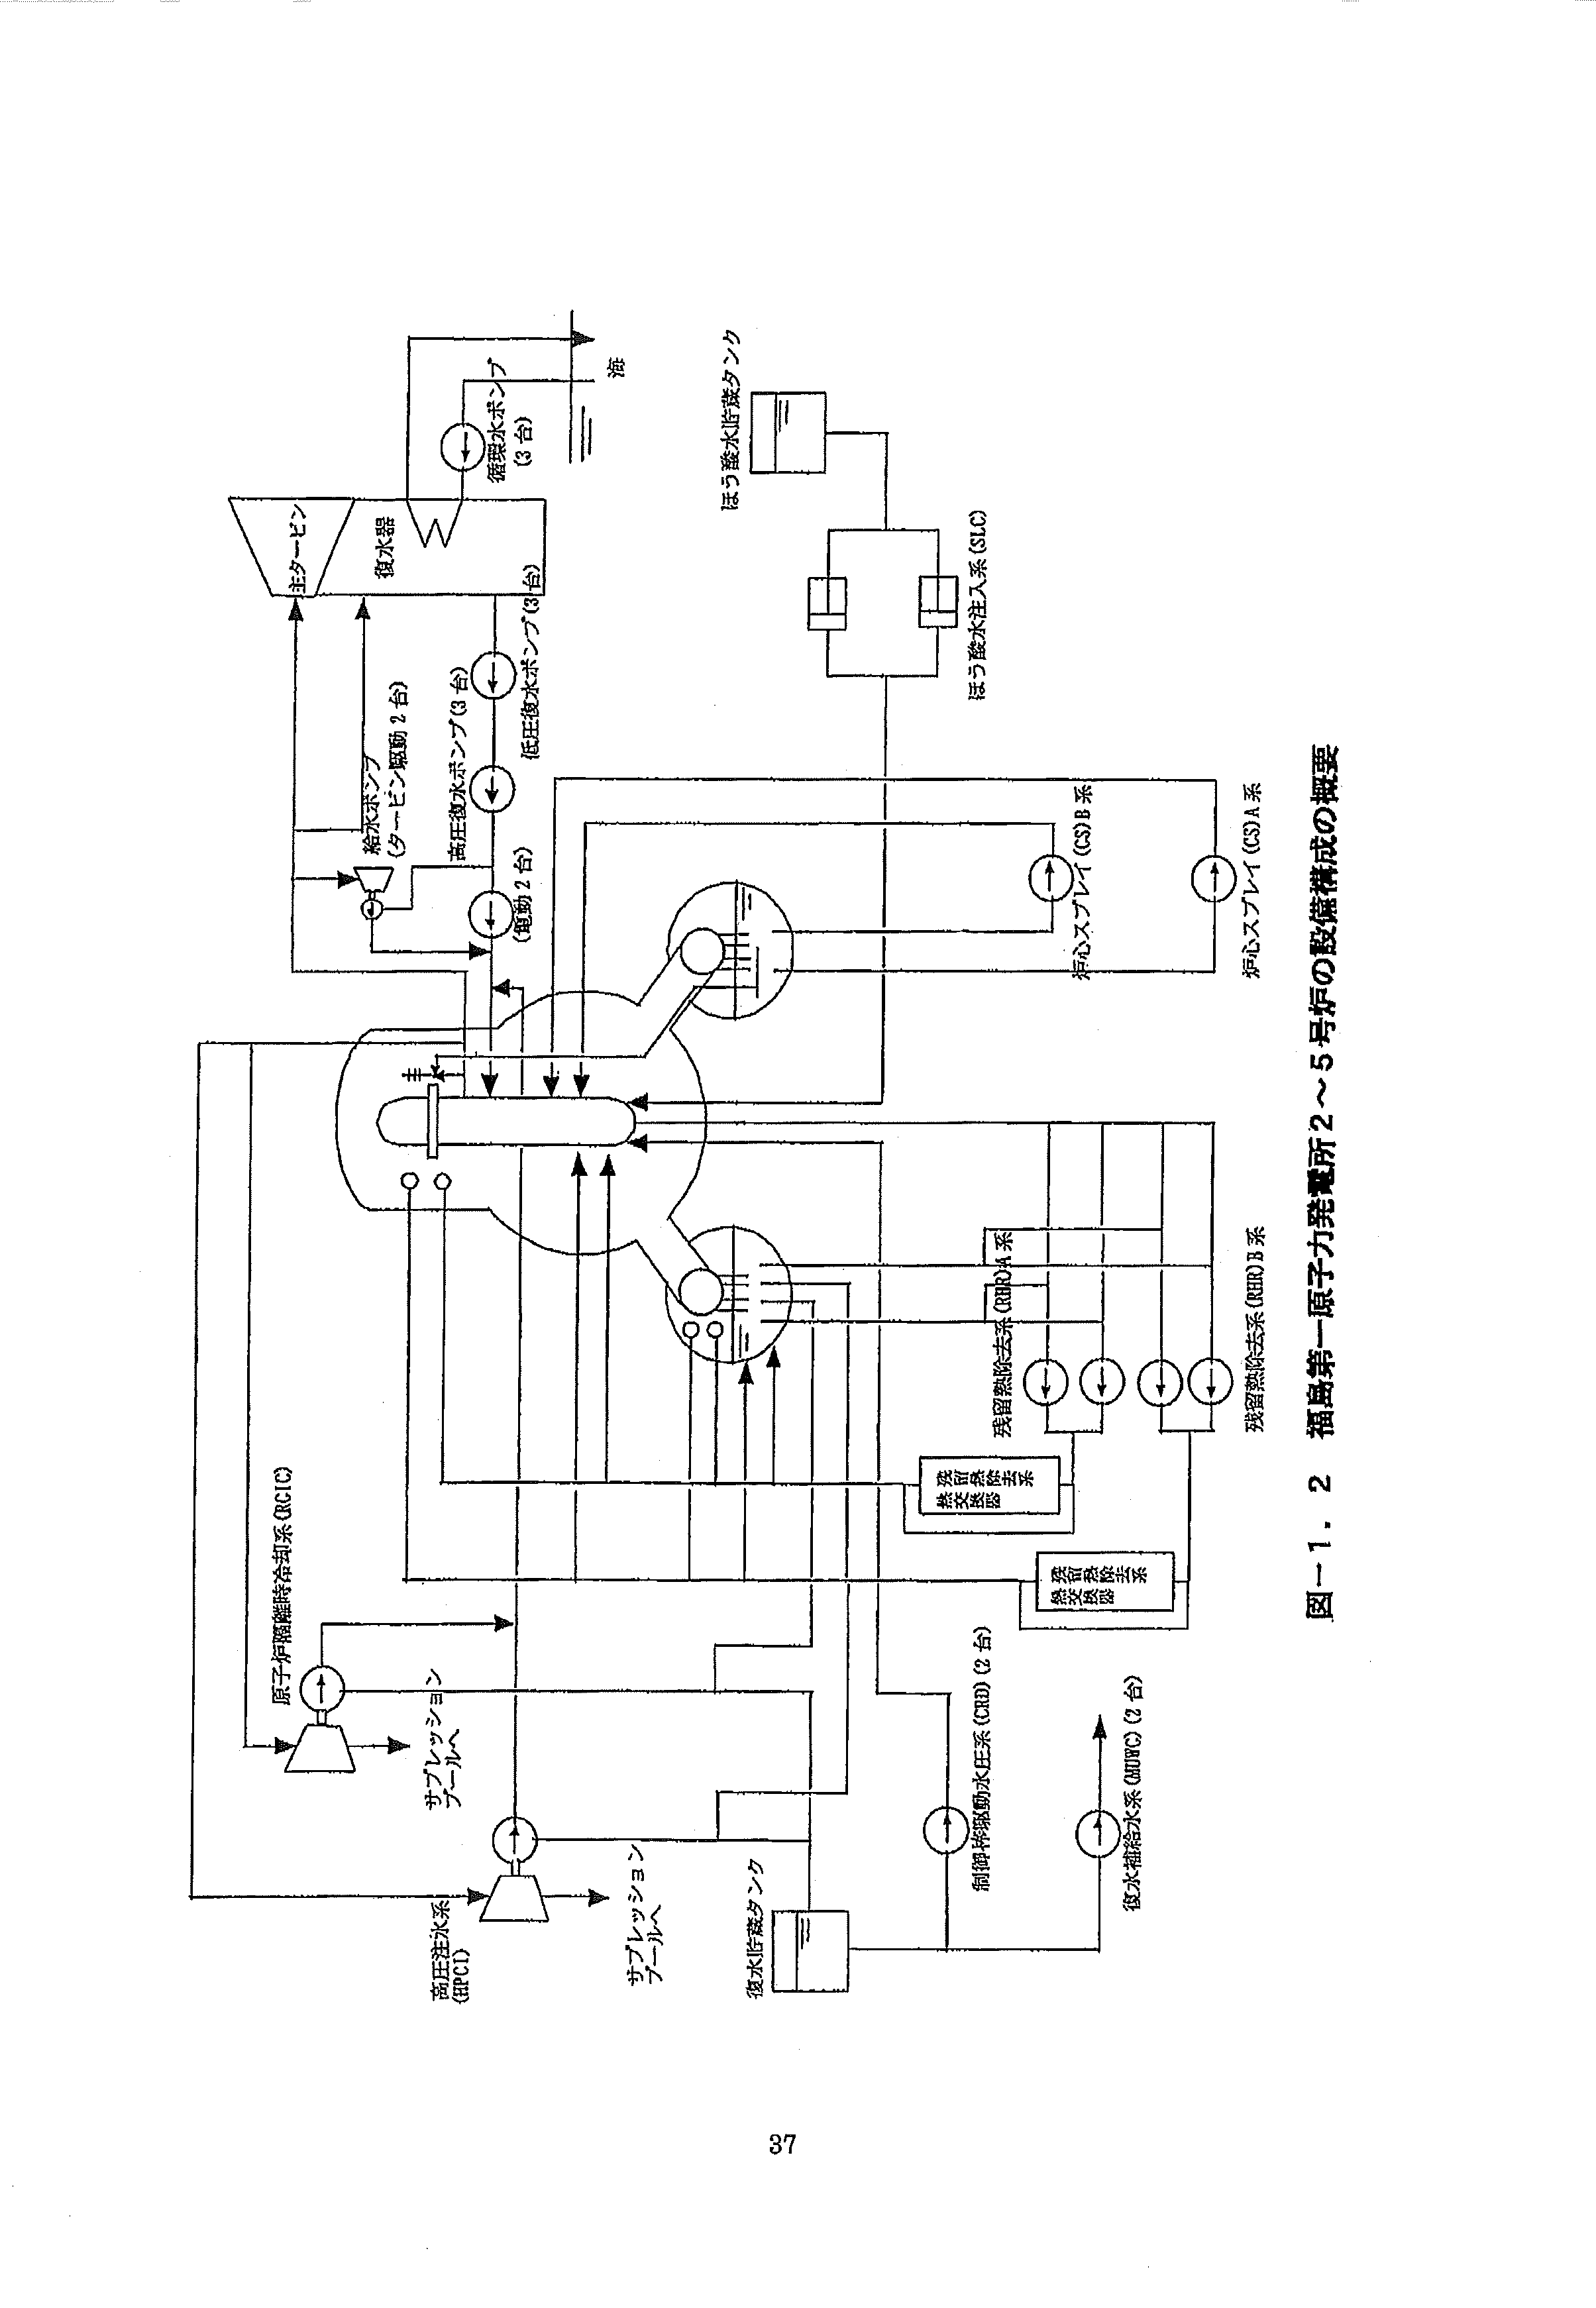 主タービン
復水器
循環水ポンプ
(3台)
海
給水ポンプ
(タービン駆動2台)
高圧復水ポンプ(3台)
低圧復水ポンプ(3台)
(電動2台)
原子炉隔離時冷却系(RCIC)
サプレッション
プールへ
高圧注水系
(HPCI)
サプレッション
プールへ
復水貯蔵タンク
ほう酸水貯蔵タンク
ほう酸水注入系(SLC)
残留熱除去系
熱交換器
残留熱除去系
熱交換器
残留熱除去系(RHR)A系
炉心スプレイ(CS)B系
制御棒駆動水圧系(CRD)(2台)
復水補給水系(MUWC)(2台)
残留熱除去系(RHR)B系
炉心スプレイ(CS)A系
図-1.2 福島第一原子力発電所2～5号炉の設備構成の概要
37